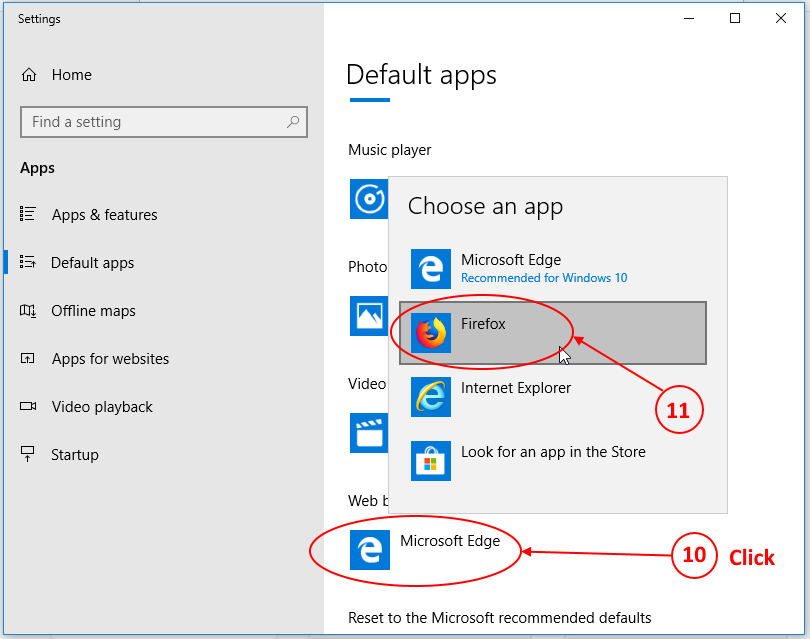 Settings
Home
Find a setting
Apps
Apps & features
Default apps
Offline maps
Apps for websites
Video playback
Startup
Default apps
Music player
Photo
Video
Web b
Choose an app
Microsoft Edge
Recommended for Windows 10
Firefox
Internet Explorer
Look for an app in the Store
11
Microsoft Edge
10 Click
Reset to the Microsoft recommended defaults